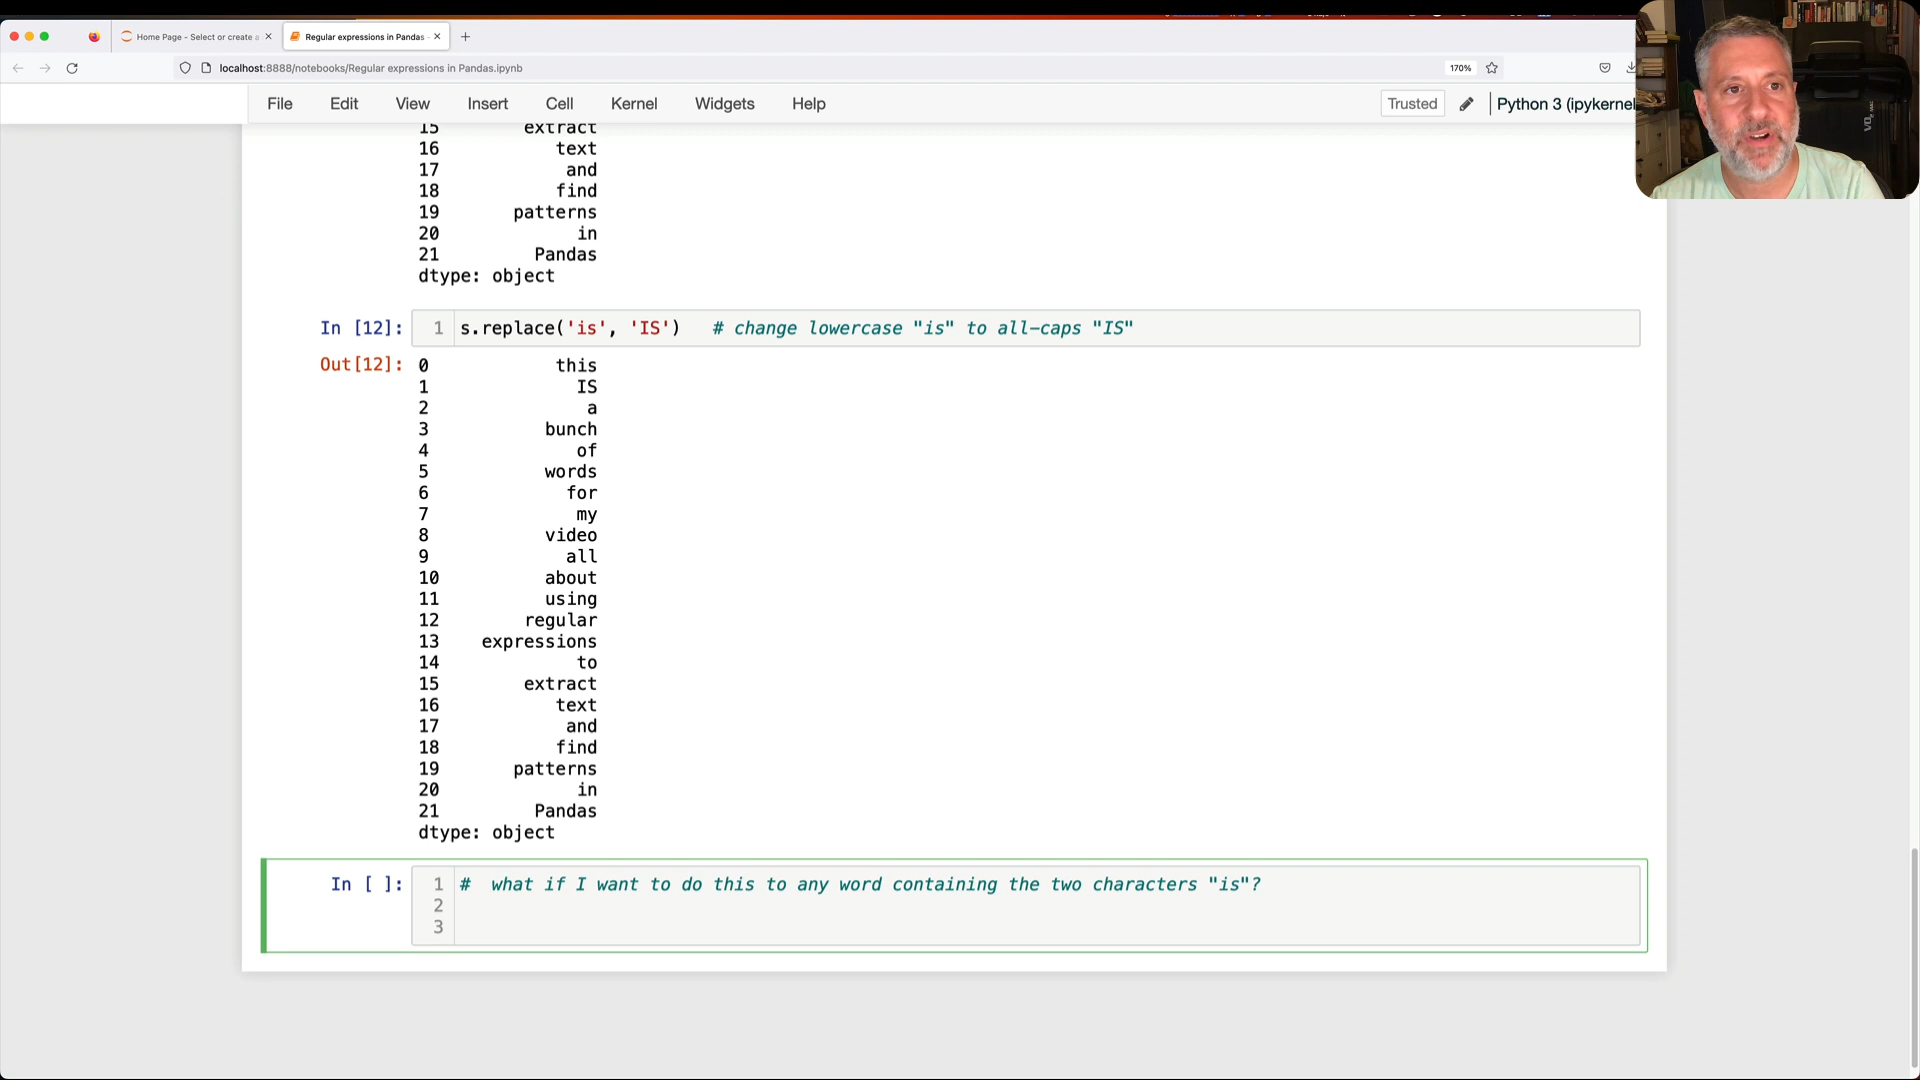 Home Page - Select or create a
Regular expressions in Pandas -
localhost:8888/notebooks/Regular expressions in Pandas.ipynb
170%
File Edit View Insert Cell Kernel Widgets Help
Trusted
Python 3 (ipykernel
15 extract
16 text
17 and
18 find
19 patterns
20 in
21 Pandas
dtype: object
In [12]: 1 s.replace('is', 'IS') # change lowercase "is" to all-caps "IS"
Out[12]: 0 this
1 IS
2 a
3 bunch
4 of
5 words
6 for
7 my
8 video
9 all
10 about
11 using
12 regular
13 expressions
14 to
15 extract
16 text
17 and
18 find
19 patterns
20 in
21 Pandas
dtype: object
In [ ]: 1 # what if I want to do this to any word containing the two characters "is"?
2
3